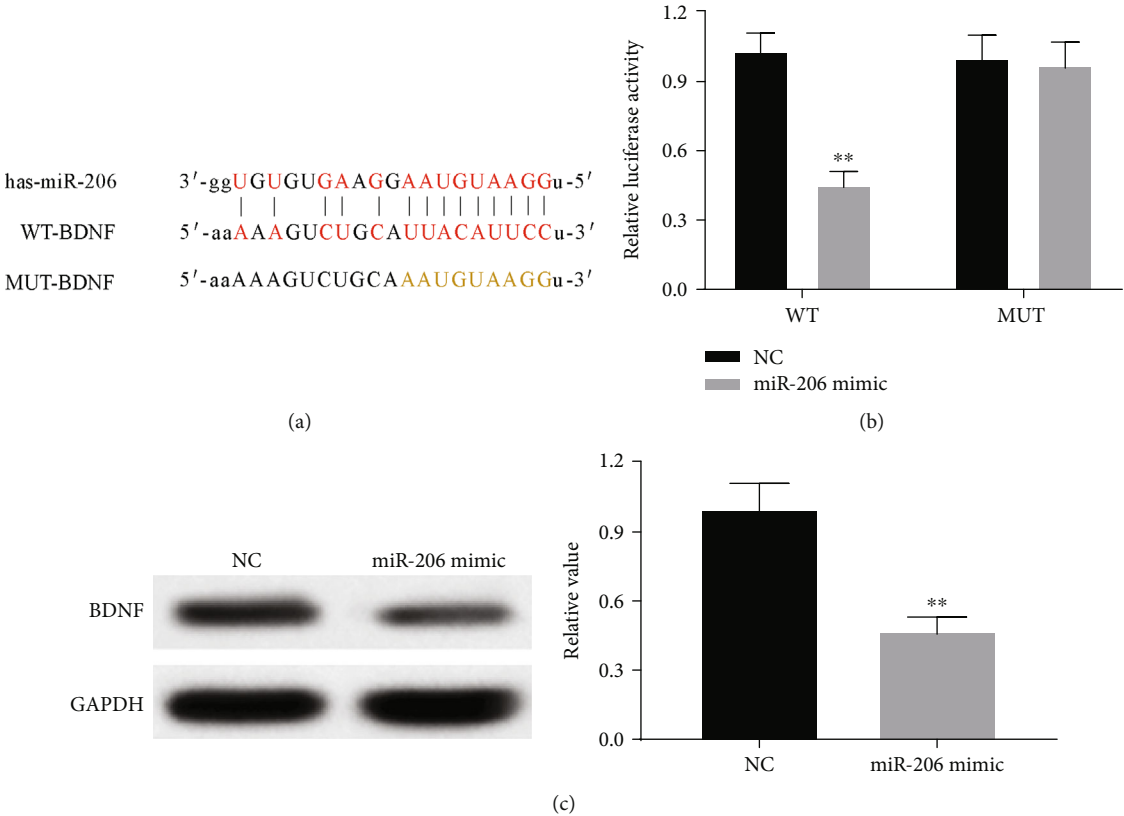 has-miR-206 3′-ggUGUGUGAAGGAAUGUAAGGu-5′
WT-BDNF 5′-aaAAAGUCUGCAUUACAUUCCu-3′
MUT-BDNF 5′-aaAAAGUCUGCAAAUGUAAGGu-3′
(a)
Relative luciferase activity
1.2
0.9
0.6
0.3
0.0
**
WT MUT
NC
miR-206 mimic
(b)
NC miR-206 mimic
BDNF
GAPDH
Relative value
1.2
0.9
0.6
0.3
0.0
**
NC miR-206 mimic
(c)